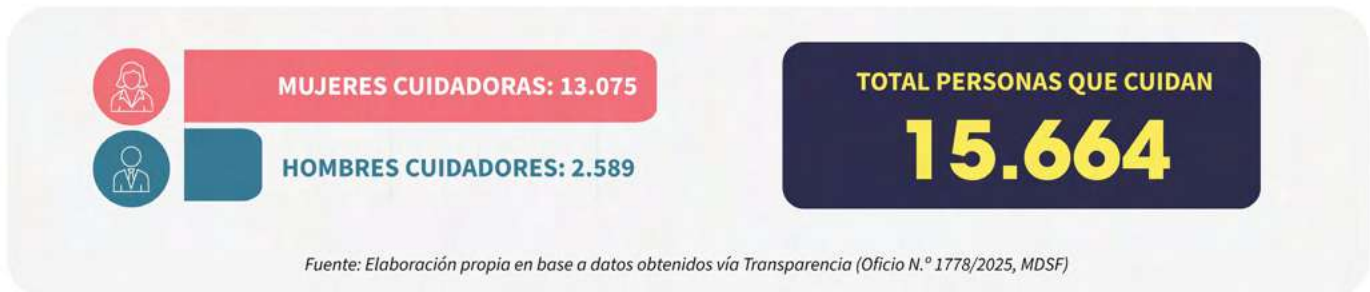 MUJERES CUIDADORAS: 13.075
HOMBRES CUIDADORES: 2.589
TOTAL PERSONAS QUE CUIDAN
15.664
Fuente: Elaboración propia en base a datos obtenidos vía Transparencia (Oficio N.º 1778/2025, MDSF)